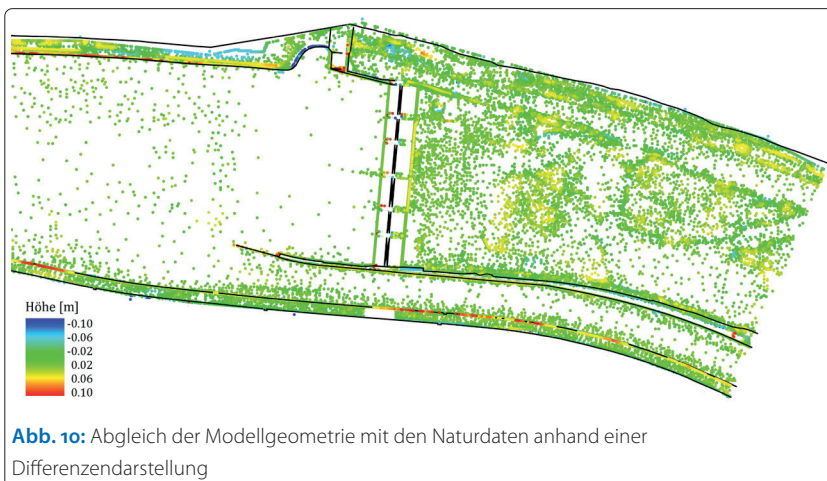 Höhe [m]
-0.10
-0.06
-0.02
0.02
0.06
0.10
Abb. 10: Abgleich der Modellgeometrie mit den Naturdaten anhand einer
Differenzendarstellung